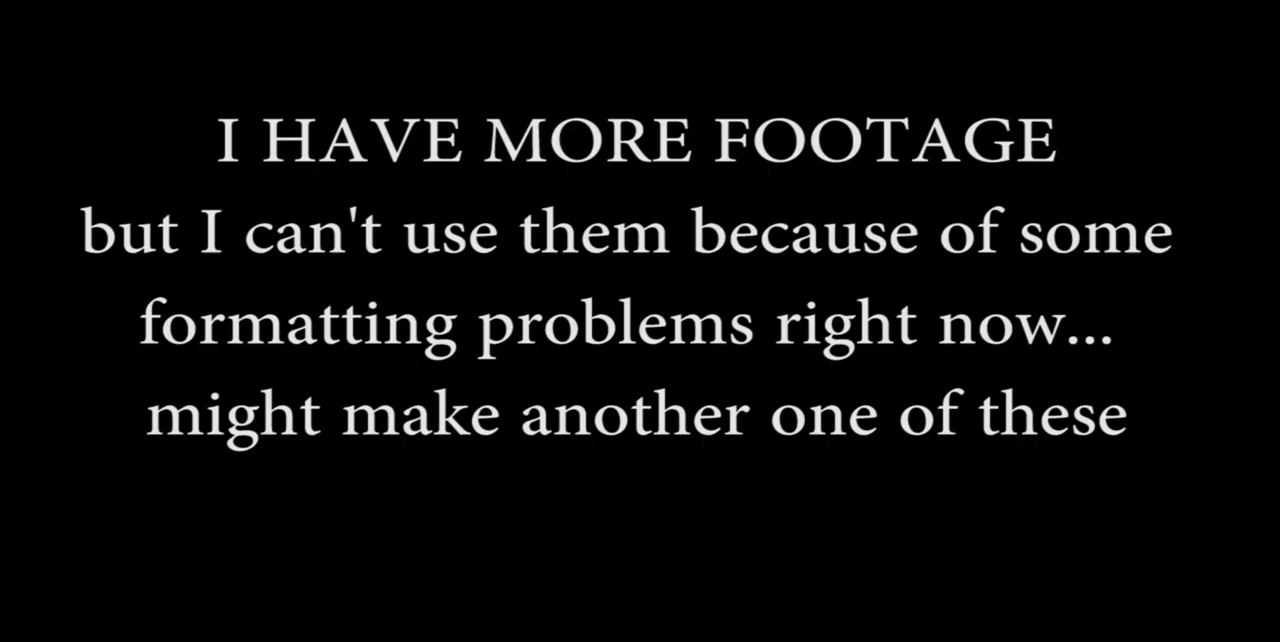 I HAVE MORE FOOTAGE
but I can't use them because of some
formatting problems right now...
might make another one of these